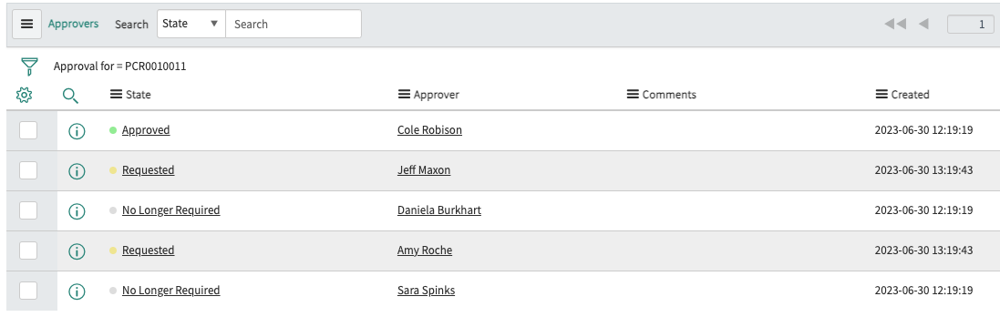 Approvers Search State Search 1
Approval for = PCR0010011
State Approver Comments Created
Approved Cole Robison 2023-06-30 12:19:19
Requested Jeff Maxon 2023-06-30 13:19:43
No Longer Required Daniela Burkhart 2023-06-30 12:19:19
Requested Amy Roche 2023-06-30 13:19:43
No Longer Required Sara Spinks 2023-06-30 12:19:19